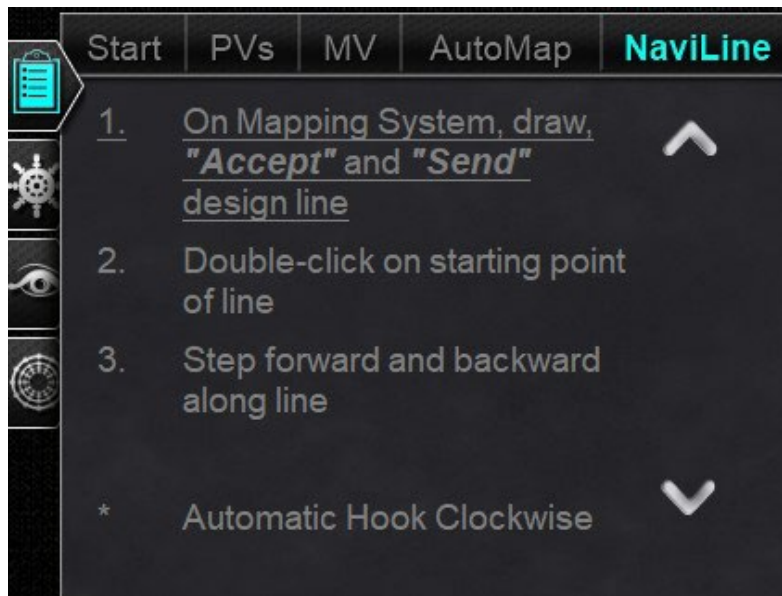 Start PVs MV AutoMap NaviLine
1. On Mapping System, draw,
"Accept" and "Send"
design line
2. Double-click on starting point
of line
3. Step forward and backward
along line
* Automatic Hook Clockwise